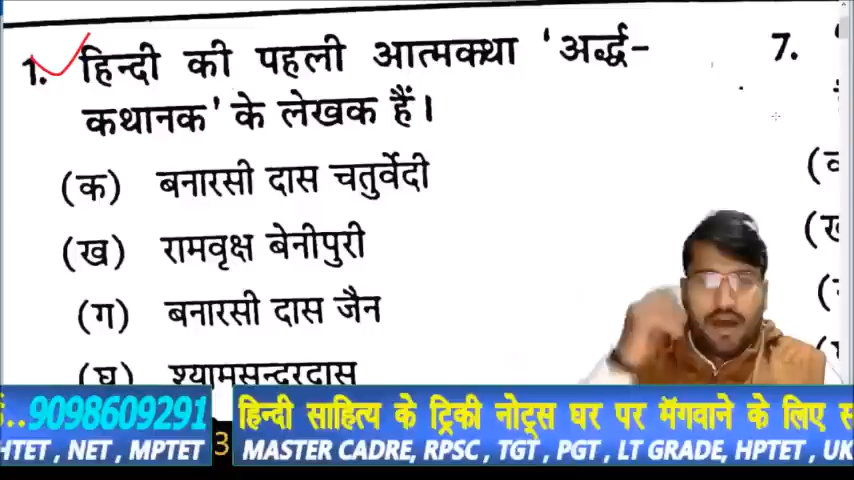 1. हिन्दी की पहली आत्मकथा 'अर्द्ध-
कथानक' के लेखक हैं।
(क) बनारसी दास चतुर्वेदी
(ख) रामवृक्ष बेनीपुरी
(ग) बनारसी दास जैन
(घ) श्यामसुन्दरदास
7.
..9098609291 हिन्दी साहित्य के ट्रिकी नोट्स घर पर मॅगवाने के लिए
HTET , NET , MPTET 3 MASTER CADRE, RPSC , TGT , PGT , LT GRADE, HPTET , UK